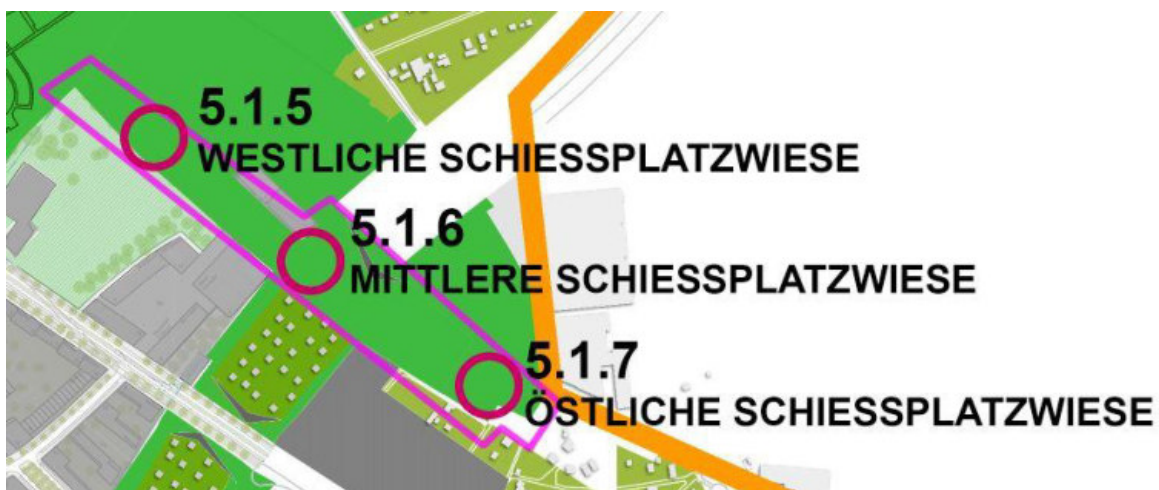 5.1.5
WESTLICHE SCHIESSPLATZWIESE
5.1.6
MITTLERE SCHIESSPLATZWIESE
5.1.7
ÖSTLICHE SCHIESSPLATZWIESE